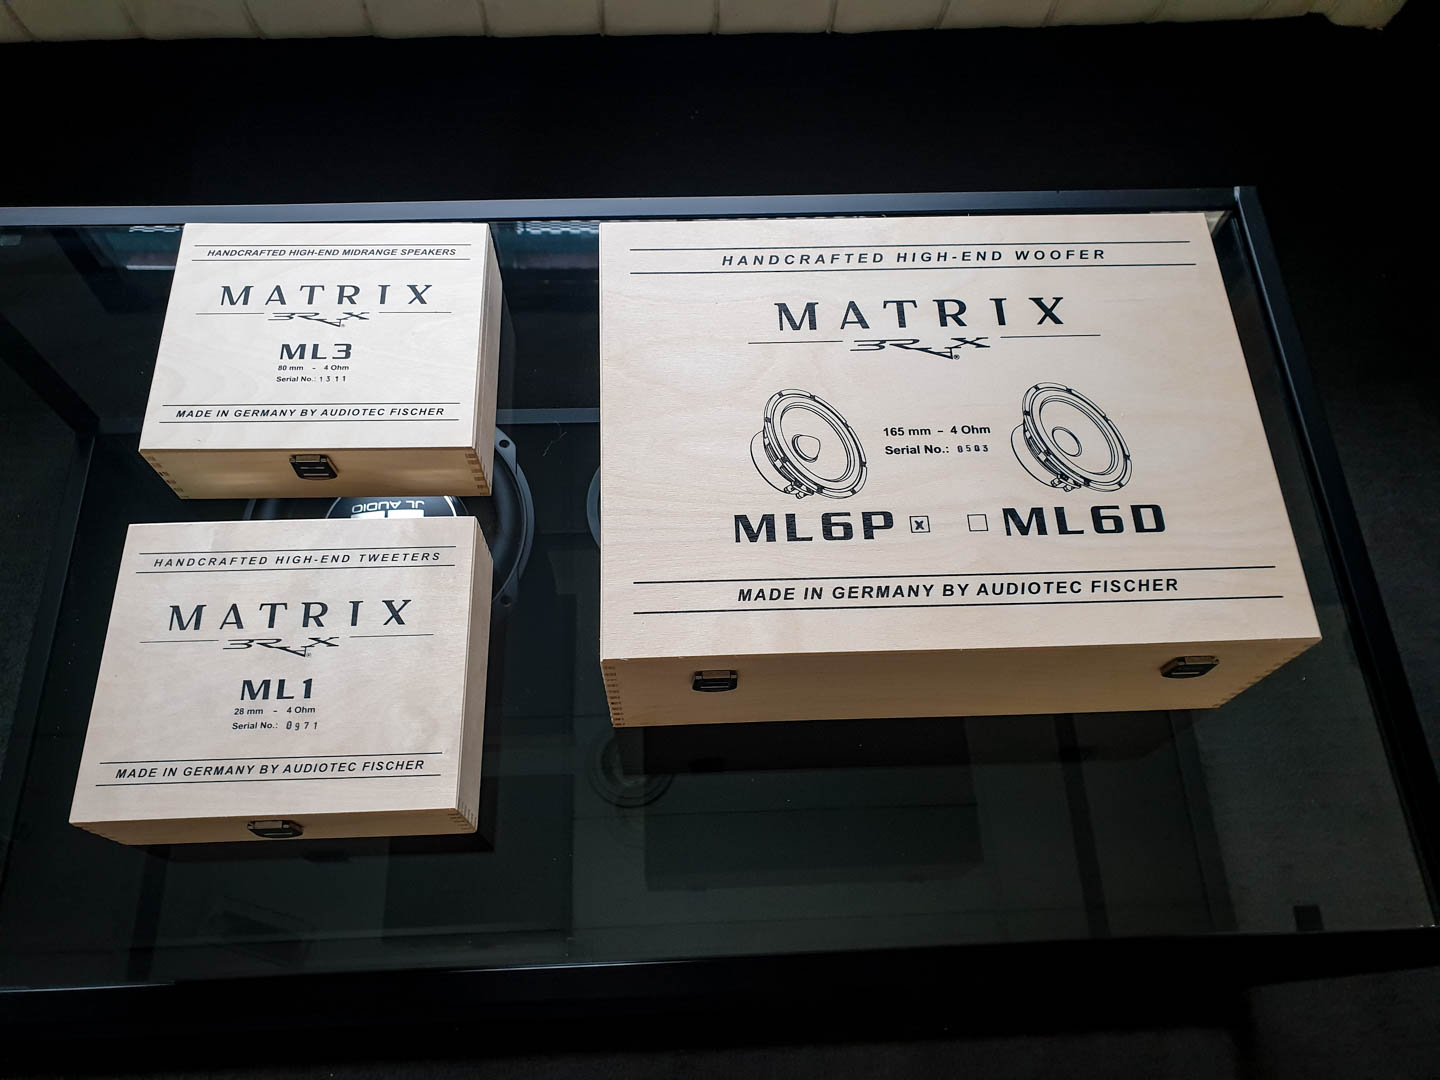 HANDCRAFTED HIGH-END MIDRANGE SPEAKERS
MATRIX
BRAX®
ML3
80 mm - 4 Ohm
Serial No.: 1311
MADE IN GERMANY BY AUDIOTEC FISCHER
JL AUDIO
HANDCRAFTED HIGH-END TWEETERS
MATRIX
BRAX®
ML1
28 mm - 4 Ohm
Serial No.: 0971
MADE IN GERMANY BY AUDIOTEC FISCHER
HANDCRAFTED HIGH-END WOOFER
MATRIX
BRAX®
165 mm - 4 Ohm
Serial No.: 0503
ML6P x ML6D
MADE IN GERMANY BY AUDIOTEC FISCHER